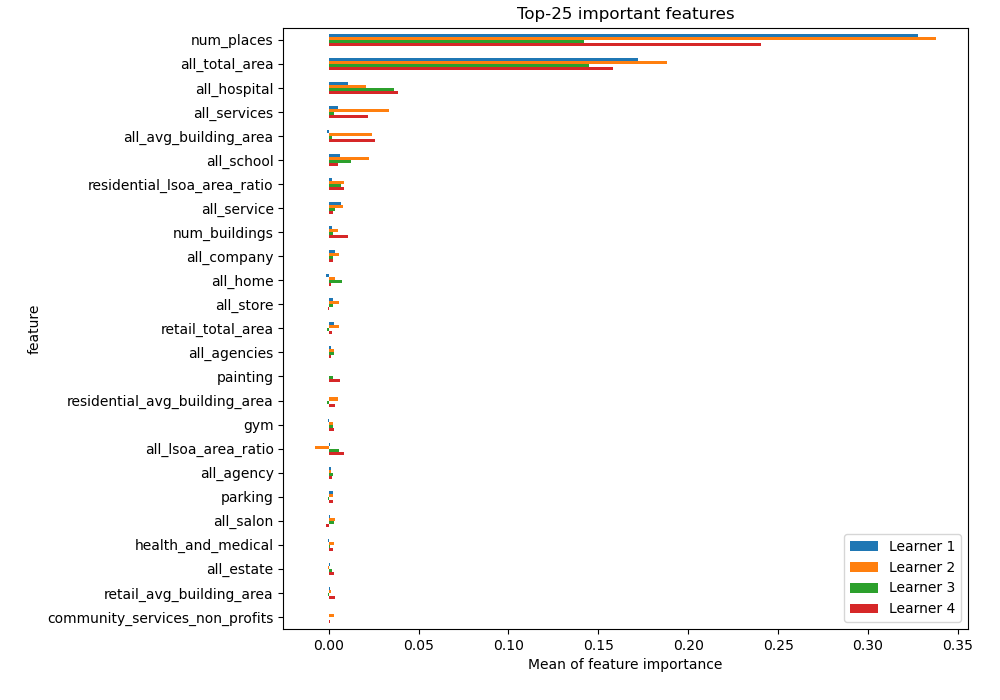 Top-25 important features
num_places
all_total_area
all_hospital
all_services
all_avg_building_area
all_school
residential_lsoa_area_ratio
all_service
num_buildings
all_company
all_home
all_store
retail_total_area
all_agencies
painting
residential_avg_building_area
gym
all_lsoa_area_ratio
all_agency
parking
all_salon
health_and_medical
all_estate
retail_avg_building_area
community_services_non_profits
feature
Learner 1
Learner 2
Learner 3
Learner 4
0.00 0.05 0.10 0.15 0.20 0.25 0.30 0.35
Mean of feature importance